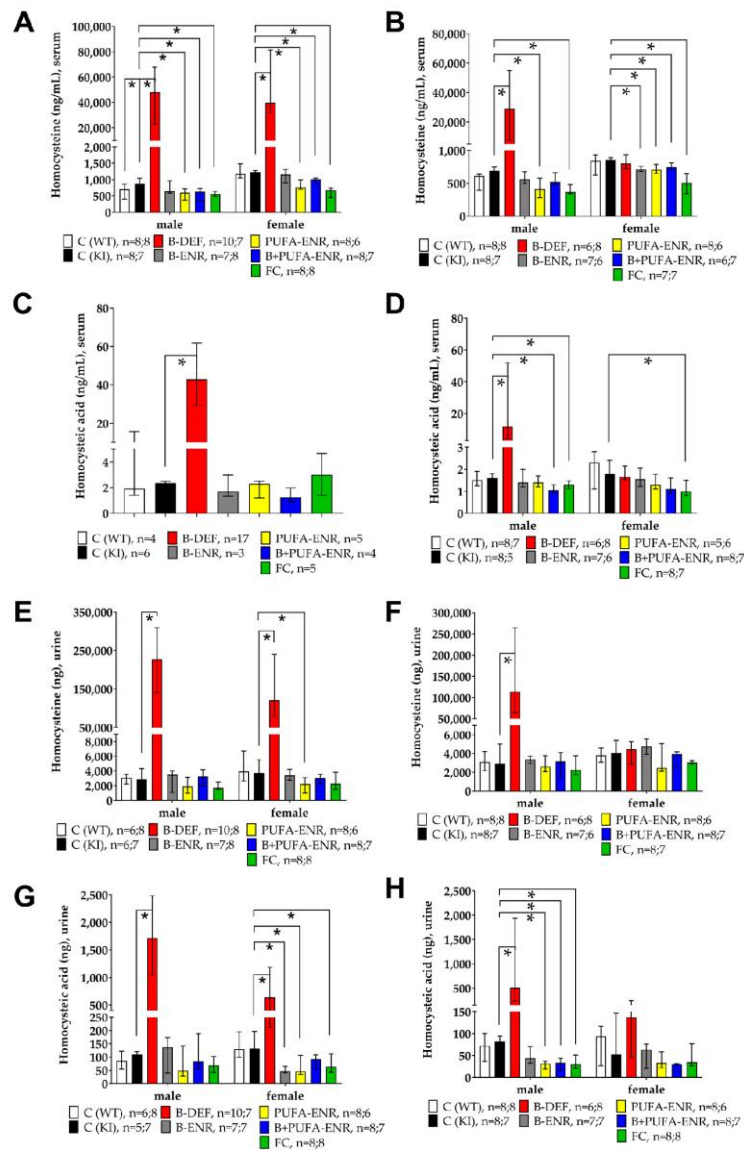 A
Homocysteine (ng/mL), serum
100,000
80,000
60,000
40,000
20,000
1,500
1,000
500
0
* * * * * * * * *
male female
C (WT), n=8;8 B-DEF, n=10;7 PUFA-ENR, n=8;6
C (KI), n=8;7 B-ENR, n=7;8 B+PUFA-ENR, n=8;7
FC, n=8;8
B
Homocysteine (ng/mL), serum
80,000
60,000
40,000
20,000
1,000
500
0
* * * * * * *
male female
C (WT), n=8;8 B-DEF, n=6;8 PUFA-ENR, n=8;6
C (KI), n=8;7 B-ENR, n=7;6 B+PUFA-ENR, n=6;7
FC, n=7;7
C
Homocysteic acid (ng/mL), serum
80
60
40
20
4
2
0
*
C (WT) n=4 B-DEF, n=17 PUFA-ENR, n=5
C (KI) n=6 B-ENR, n=3 B+PUFA-ENR, n=4
FC, n=5
D
Homocysteic acid (ng/mL), serum
80
60
40
20
3
2
1
0
* * * *
male female
C (WT), n=8;7 B-DEF, n=6;8 PUFA-ENR, n=5;6
C (KI), n=8;5 B-ENR, n=7;6 B+PUFA-ENR, n=8;7
FC, n=8;7
E
Homocysteine (ng), urine
350,000
250,000
150,000
50,000
8,000
6,000
4,000
2,000
0
* * *
male female
C (WT) n=6;8 B-DEF, n=10;8 PUFA-ENR, n=8;6
C (KI), n=6;7 B-ENR, n=7;8 B+PUFA-ENR, n=8;7
FC, n=8;8
F
Homocysteine (ng), urine
300,000
250,000
200,000
150,000
100,000
50,000
6,000
4,000
2,000
0
*
male female
C (WT), n=8;8 B-DEF, n=6;8 PUFA-ENR, n=8;6
C (KI), n=8;7 B-ENR, n=7;6 B+PUFA-ENR, n=8;7
FC, n=8;7
G
Homocysteic acid (ng), urine
2,500
2,000
1,500
1,000
500
250
200
150
100
50
0
* * * * *
male female
C (WT) n=6;8 B-DEF, n=10;7 PUFA-ENR, n=8;6
C (KI) n=5;7 B-ENR, n=7;7 B+PUFA-ENR, n=8;7
FC, n=8;8
H
Homocysteic acid (ng), urine
2,500
2,000
1,500
1,000
500
150
100
50
0
* * * *
male female
C (WT), n=8;8 B-DEF, n=6;8 PUFA-ENR, n=8;6
C (KI), n=8;7 B-ENR, n=7;7 B+PUFA-ENR, n=8;7
FC, n=8;8